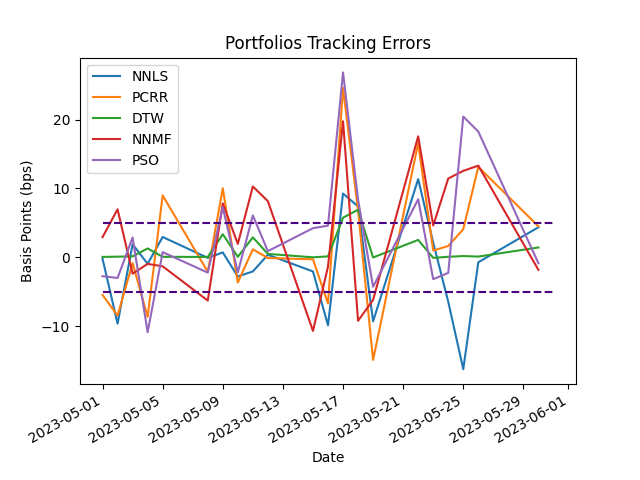 Portfolios Tracking Errors
NNLS
PCRR
DTW
NNMF
PSO
Basis Points (bps)
20
10
0
−10
2023-05-01
2023-05-05
2023-05-09
2023-05-13
2023-05-17
2023-05-21
2023-05-25
2023-05-29
2023-06-01
Date